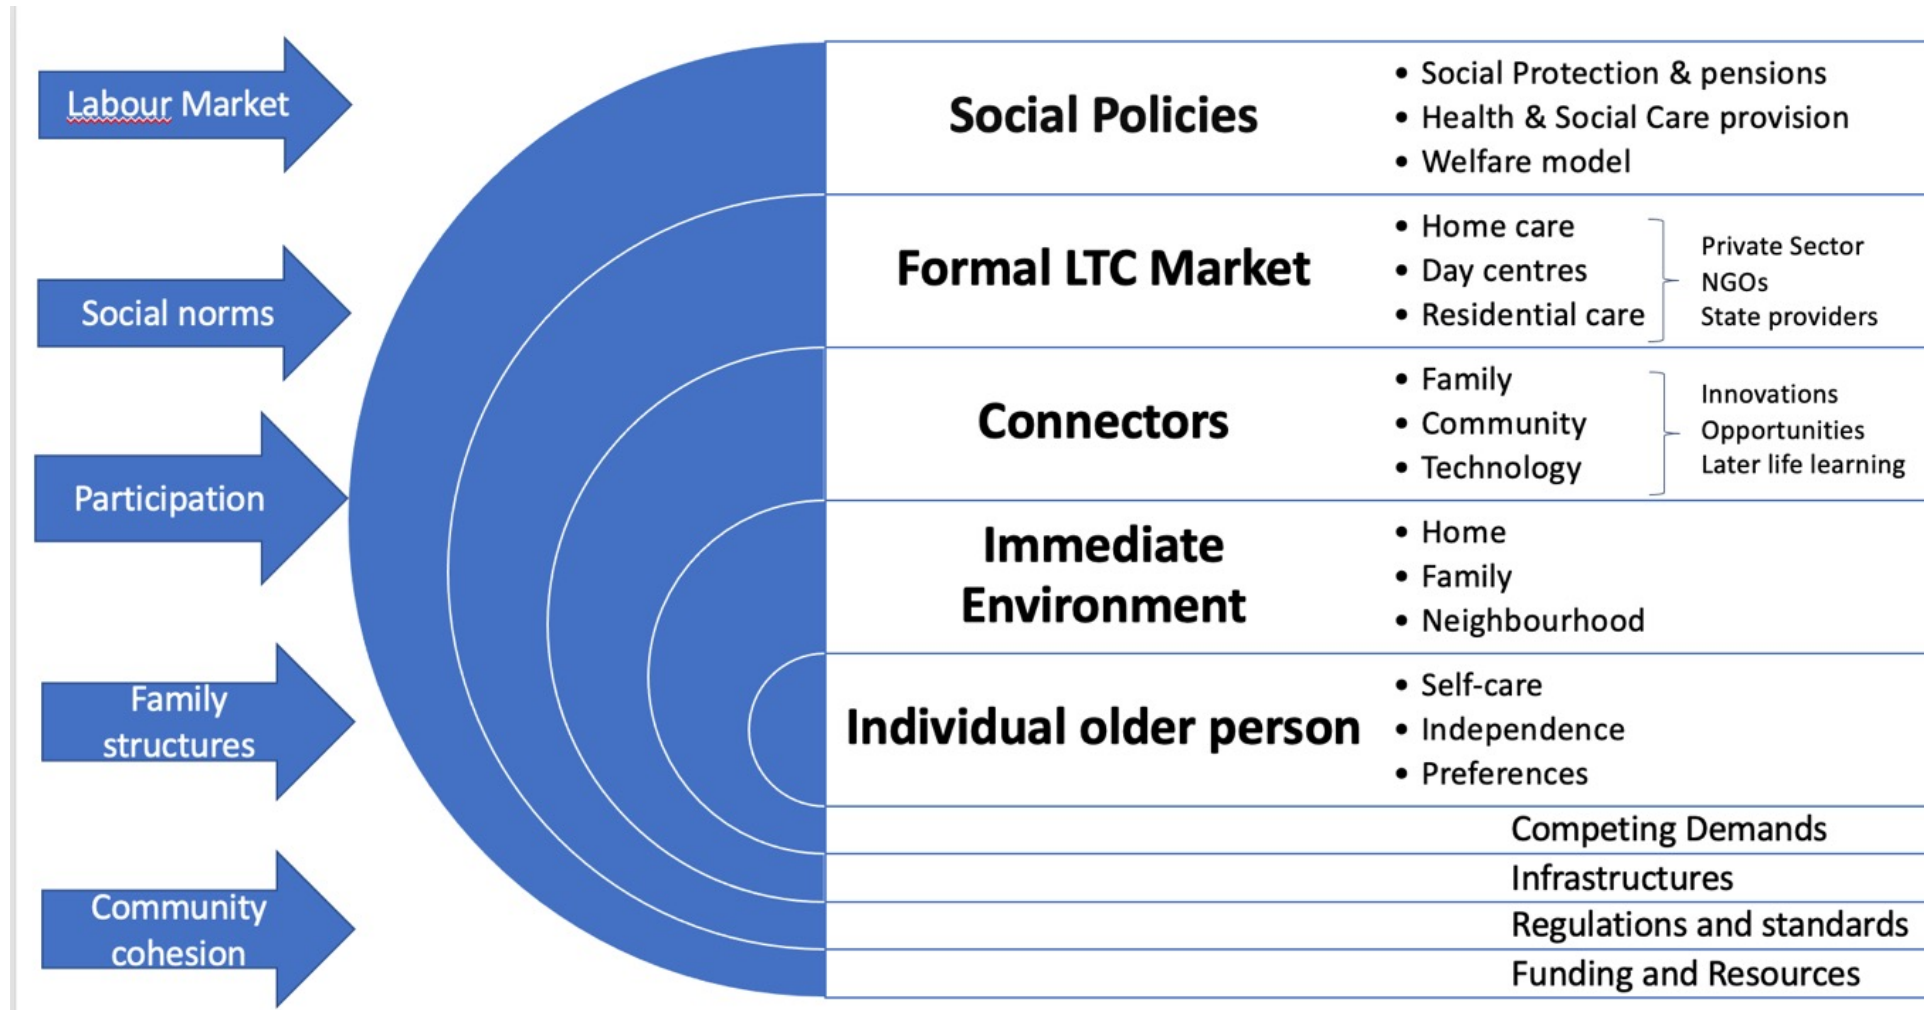 Labour Market
Social norms
Participation
Family
structures
Community
cohesion
Social Policies
• Social Protection & pensions
• Health & Social Care provision
• Welfare model
Formal LTC Market
• Home care
• Day centres
• Residential care
Private Sector
NGOs
State providers
Connectors
• Family
• Community
• Technology
Innovations
Opportunities
Later life learning
Immediate
Environment
• Home
• Family
• Neighbourhood
Individual older person
• Self-care
• Independence
• Preferences
Competing Demands
Infrastructures
Regulations and standards
Funding and Resources